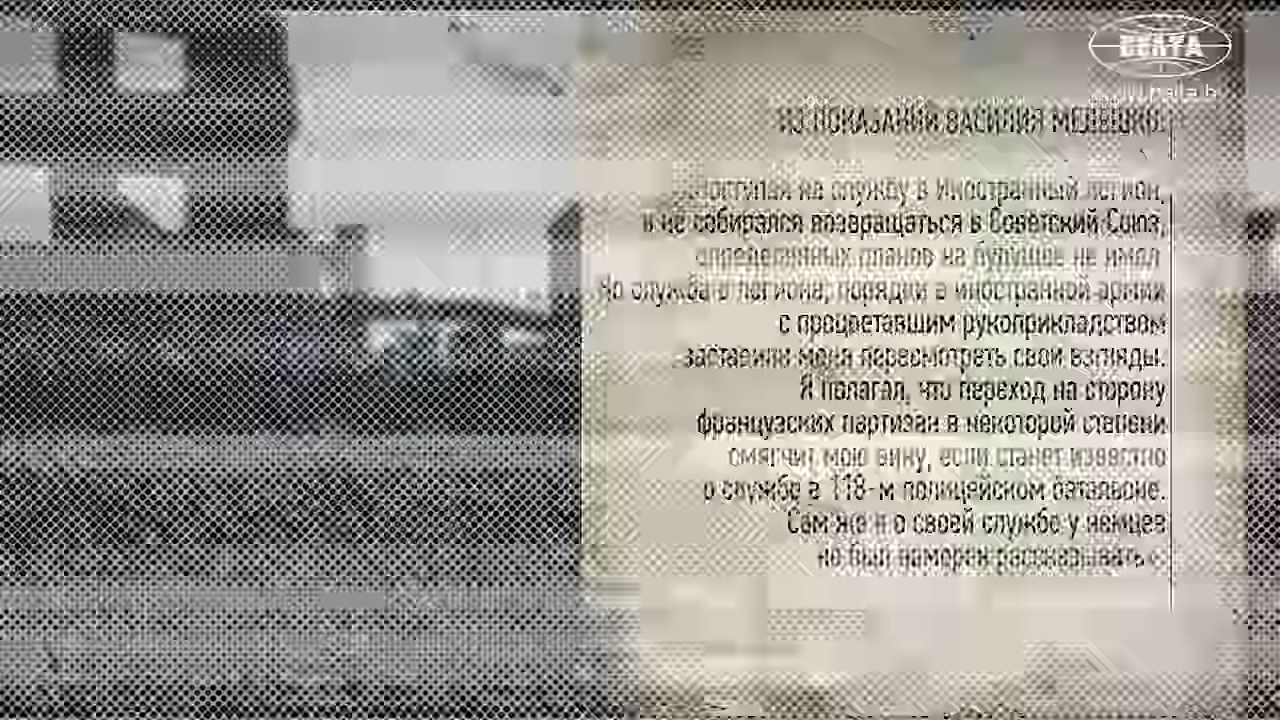 БЕЛТА
ИЗ ПОКАЗАНИЙ ВАСИЛИЯ
Поступая на службу в Иностранный легион,
я не собирался возвращаться в Советский Союз,
определенных планов на будущее не имел.
Но служба в легионе, порядки в иностранной армии
с процветавшим рукоприкладством
заставили меня пересмотреть свои взгляды.
Я полагал, что переход на сторону
французских партизан в некоторой степени
смягчит мою вину, если станет известно
о службе в 118-м полицейском батальоне.
Сам же я о своей службе у немцев
не был намерен рассказывать».